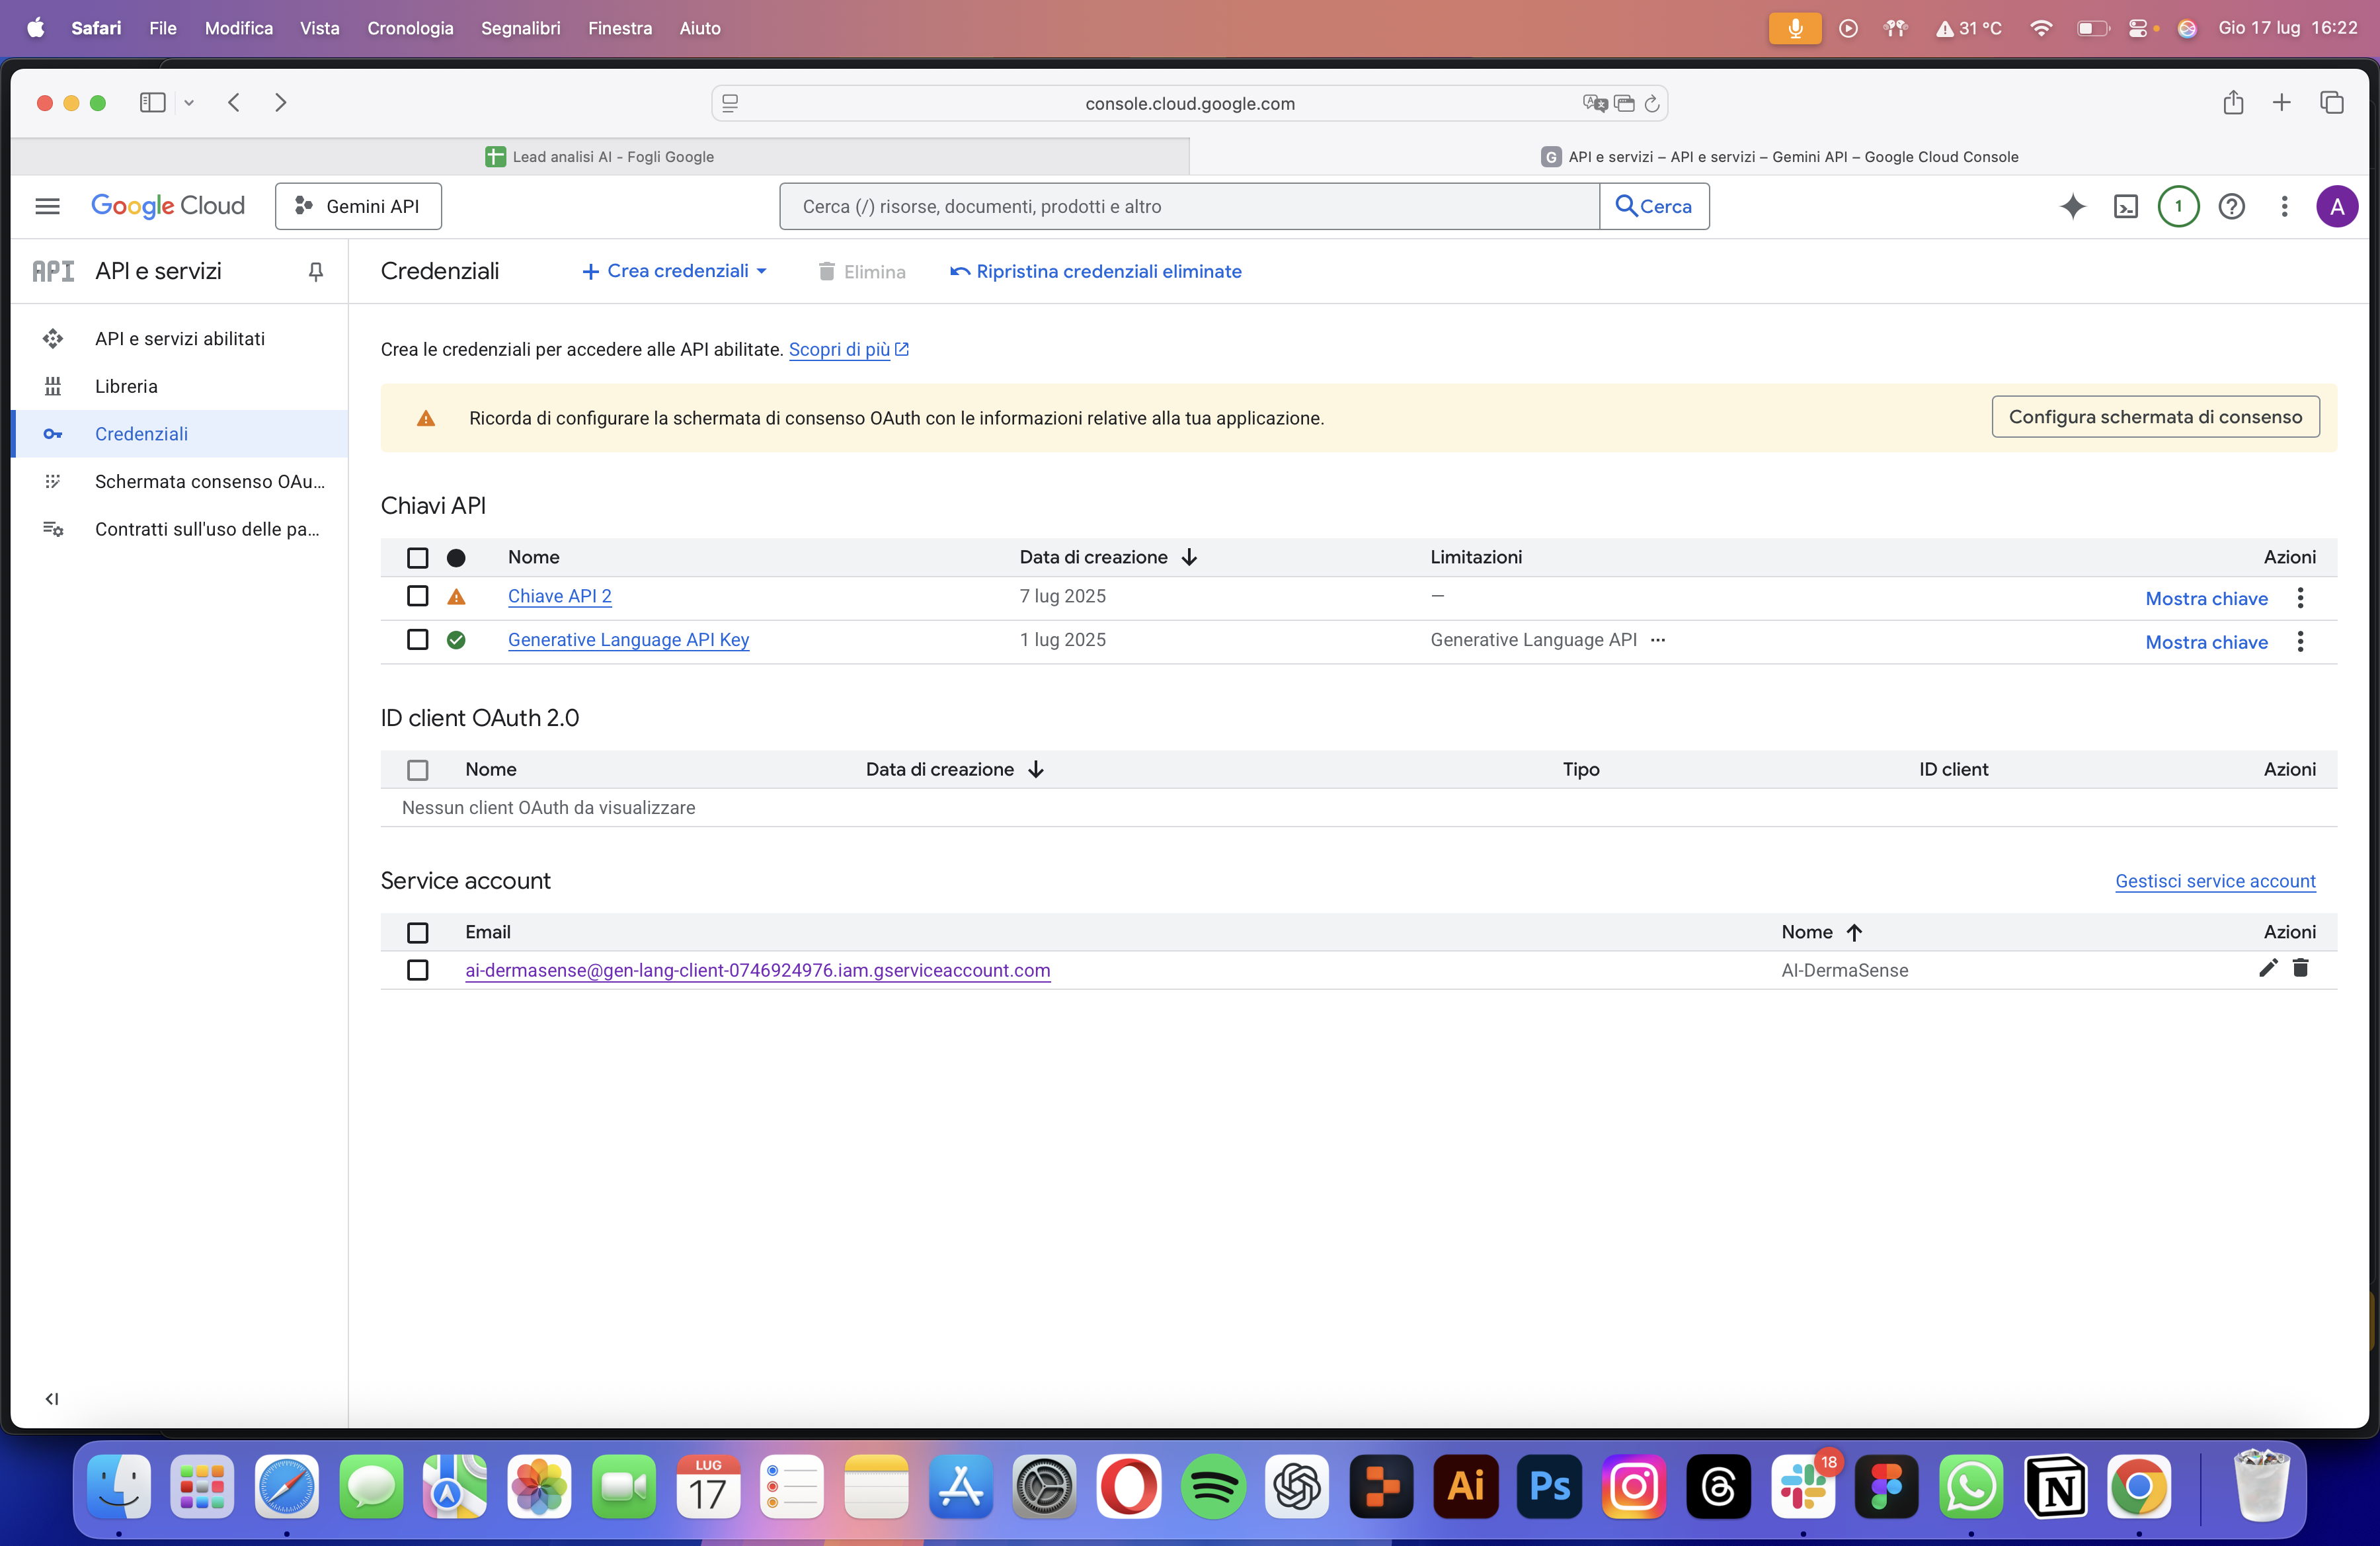 Safari File Modifica Vista Cronologia Segnalibri Finestra Aiuto 31 °C Gio 17 lug 16:22
console.cloud.google.com
Lead analisi AI - Fogli Google
G API e servizi – API e servizi – Gemini API – Google Cloud Console
Google Cloud Gemini API Cerca (/) risorse, documenti, prodotti e altro Cerca 1 A
API API e servizi
Credenziali Crea credenziali Elimina Ripristina credenziali eliminate
API e servizi abilitati
Libreria
Credenziali
Schermata consenso OAu...
Contratti sull'uso delle pa...
Crea le credenziali per accedere alle API abilitate. Scopri di più
Ricorda di configurare la schermata di consenso OAuth con le informazioni relative alla tua applicazione. Configura schermata di consenso
Chiavi API
Nome Data di creazione Limitazioni Azioni
Chiave API 2 7 lug 2025 — Mostra chiave
Generative Language API Key 1 lug 2025 Generative Language API ... Mostra chiave
ID client OAuth 2.0
Nome Data di creazione Tipo ID client Azioni
Nessun client OAuth da visualizzare
Service account Gestisci service account
Email Nome Azioni
ai-dermasense@gen-lang-client-0746924976.iam.gserviceaccount.com AI-DermaSense
LUG
17
Ai
Ps
18
N